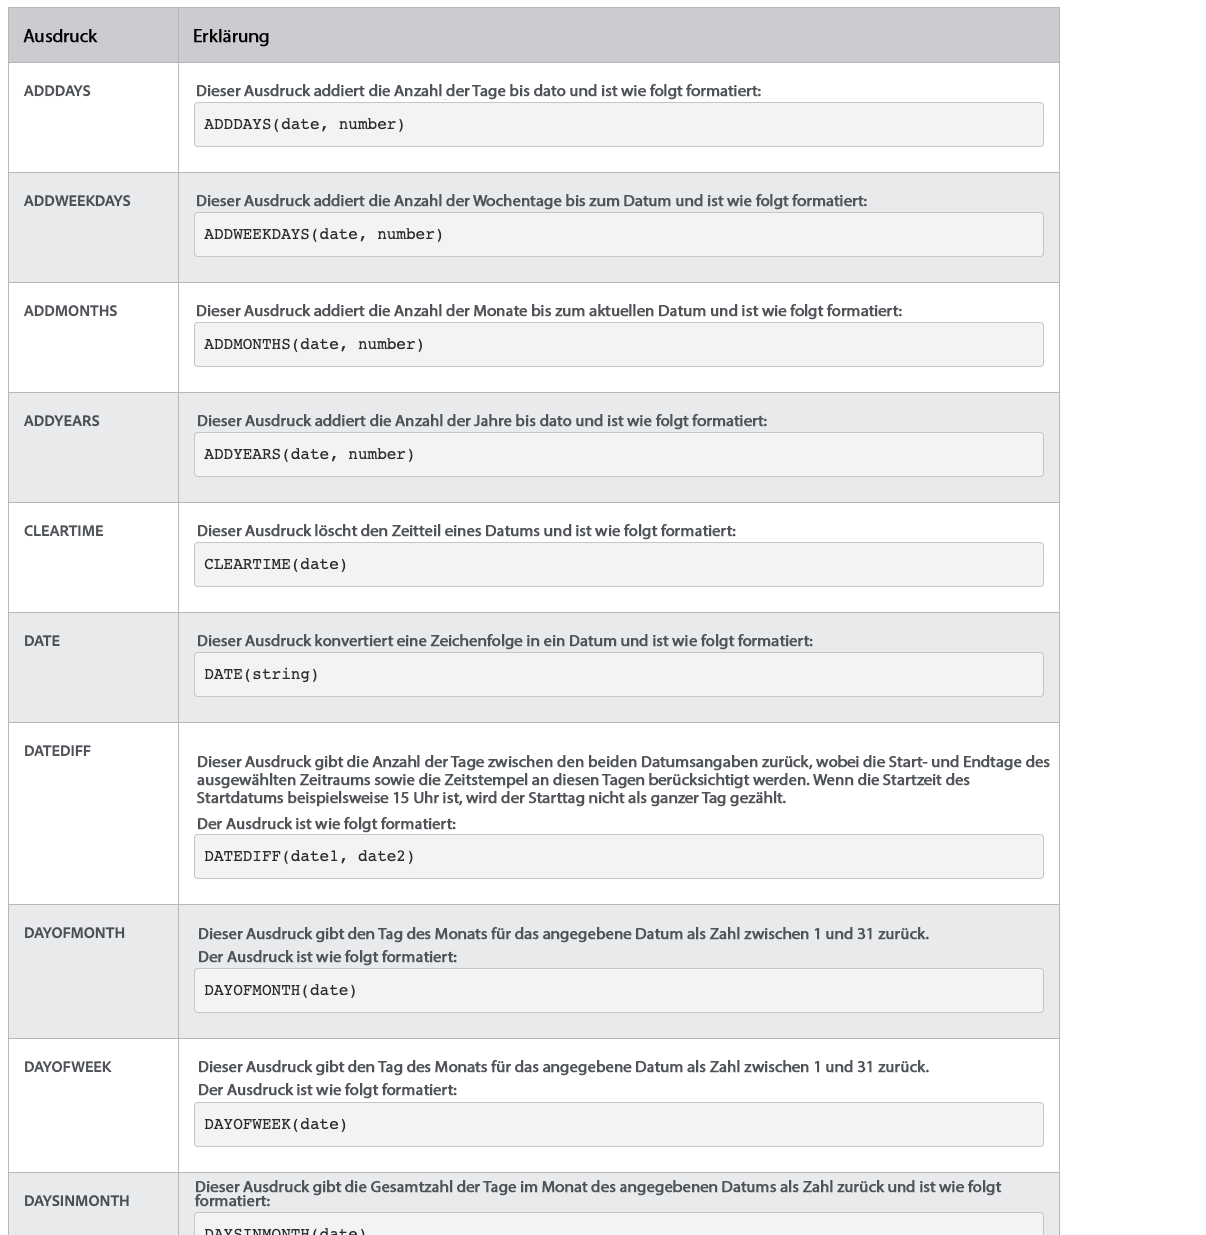 Ausdruck Erklärung
ADDDAYS Dieser Ausdruck addiert die Anzahl der Tage bis dato und ist wie folgt formatiert:
ADDDAYS(date, number)
ADDWEEKDAYS Dieser Ausdruck addiert die Anzahl der Wochentage bis zum Datum und ist wie folgt formatiert:
ADDWEEKDAYS(date, number)
ADDMONTHS Dieser Ausdruck addiert die Anzahl der Monate bis zum aktuellen Datum und ist wie folgt formatiert:
ADDMONTHS(date, number)
ADDYEARS Dieser Ausdruck addiert die Anzahl der Jahre bis dato und ist wie folgt formatiert:
ADDYEARS(date, number)
CLEARTIME Dieser Ausdruck löscht den Zeitteil eines Datums und ist wie folgt formatiert:
CLEARTIME(date)
DATE Dieser Ausdruck konvertiert eine Zeichenfolge in ein Datum und ist wie folgt formatiert:
DATE(string)
DATEDIFF
Dieser Ausdruck gibt die Anzahl der Tage zwischen den beiden Datumsangaben zurück, wobei die Start- und Endtage des
ausgewählten Zeitraums sowie die Zeitstempel an diesen Tagen berücksichtigt werden. Wenn die Startzeit des
Startdatums beispielsweise 15 Uhr ist, wird der Starttag nicht als ganzer Tag gezählt.
Der Ausdruck ist wie folgt formatiert:
DATEDIFF(date1, date2)
DAYOFMONTH Dieser Ausdruck gibt den Tag des Monats für das angegebene Datum als Zahl zwischen 1 und 31 zurück.
Der Ausdruck ist wie folgt formatiert:
DAYOFMONTH(date)
DAYOFWEEK Dieser Ausdruck gibt den Tag des Monats für das angegebene Datum als Zahl zwischen 1 und 31 zurück.
Der Ausdruck ist wie folgt formatiert:
DAYOFWEEK(date)
DAYSINMONTH Dieser Ausdruck gibt die Gesamtzahl der Tage im Monat des angegebenen Datums als Zahl zurück und ist wie folgt
formatiert:
DAYSINMONTH(date)